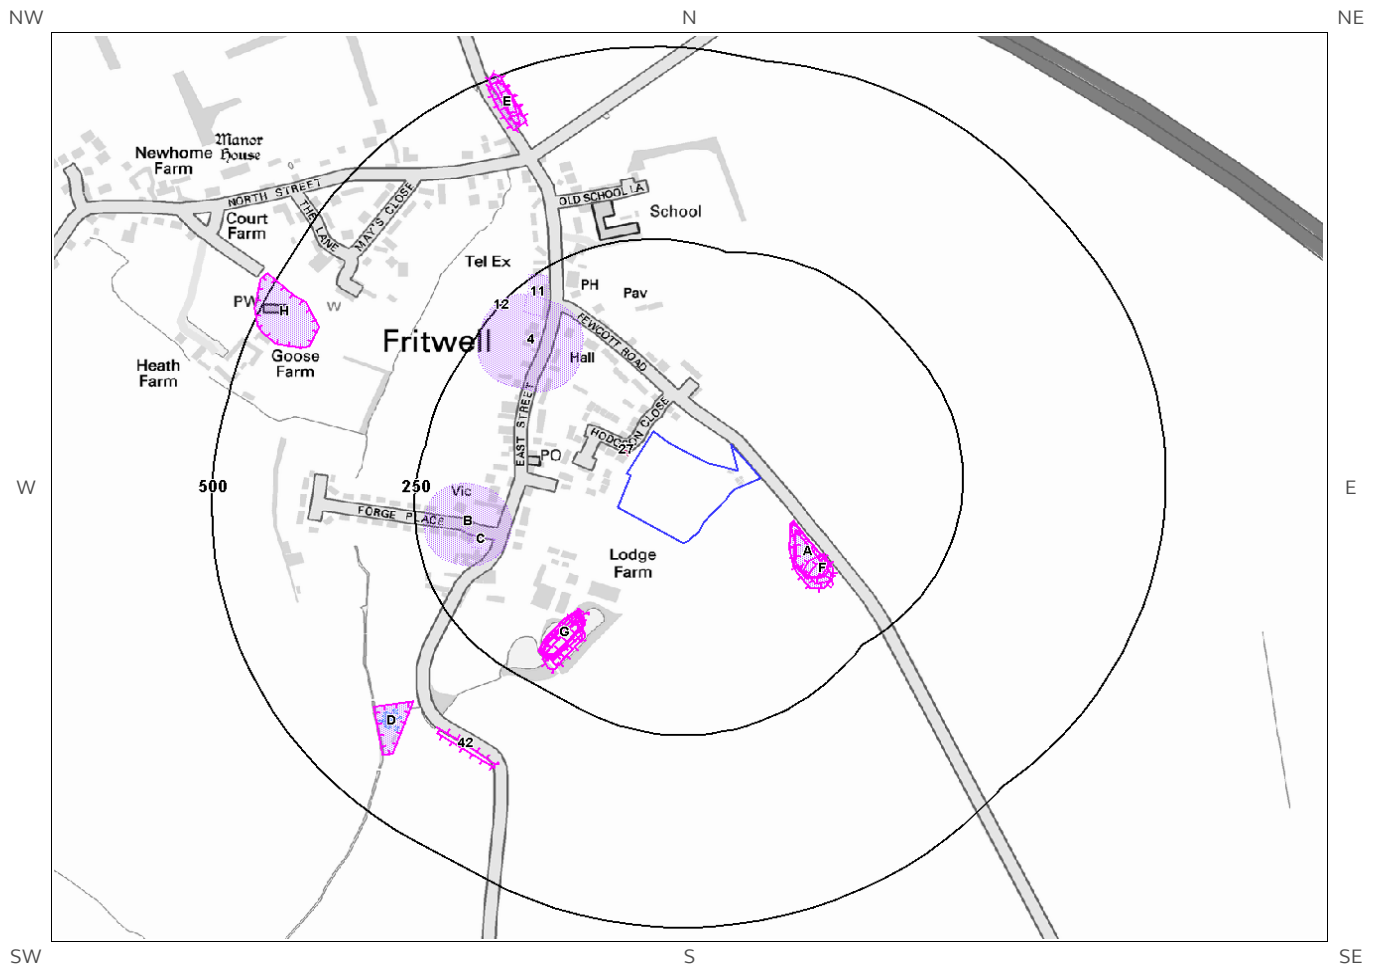 NW
N
NE
E
Manor
House
Newhome
Farm
NORTH STREET
MAY'S CLOSE
OLD SCHOOL LA
THE LANE
School
Court
Farm
Tel Ex
PW
H
W
11
12
PH
Pav
4
Fritwell
FEWCOTT ROAD
Hall
Goose
Farm
Heath
Farm
EAST STREET
HODGSON CLOSE
27
PO
W
500
250
Vic
E
FORGE PLACE
B
C
Lodge
Farm
A
F
G
D
42
SW
S
SE